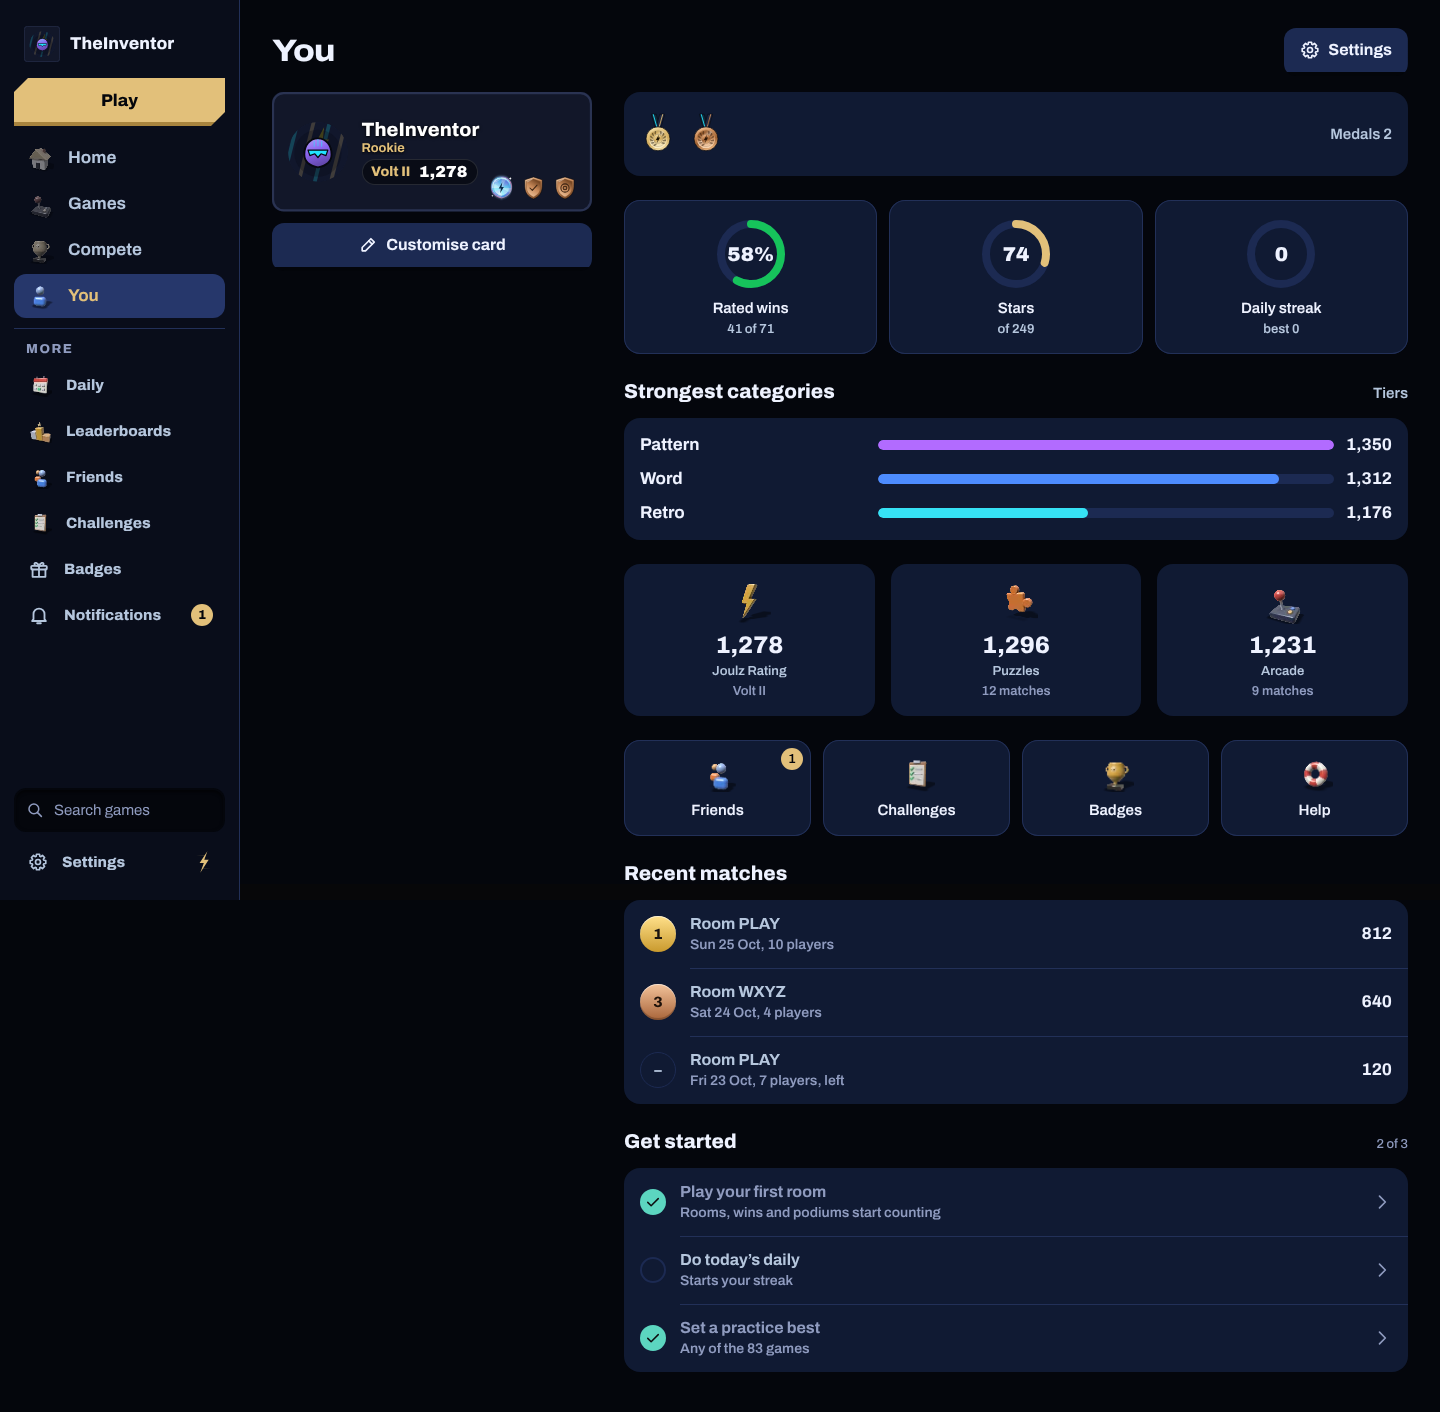 TheInventor
Play
Home
Games
Compete
You
MORE
Daily
Leaderboards
Friends
Challenges
Badges
Notifications 1
Search games
Settings
You
Settings
TheInventor
Rookie
Volt II 1,278
Customise card
Medals 2
58%
Rated wins
41 of 71
74
Stars
of 249
0
Daily streak
best 0
Strongest categories
Tiers
Pattern 1,350
Word 1,312
Retro 1,176
1,278
Joulz Rating
Volt II
1,296
Puzzles
12 matches
1,231
Arcade
9 matches
1
Friends
Challenges
Badges
Help
Recent matches
1
Room PLAY
Sun 25 Oct, 10 players
812
3
Room WXYZ
Sat 24 Oct, 4 players
640
–
Room PLAY
Fri 23 Oct, 7 players, left
120
Get started
2 of 3
Play your first room
Rooms, wins and podiums start counting
Do today’s daily
Starts your streak
Set a practice best
Any of the 83 games